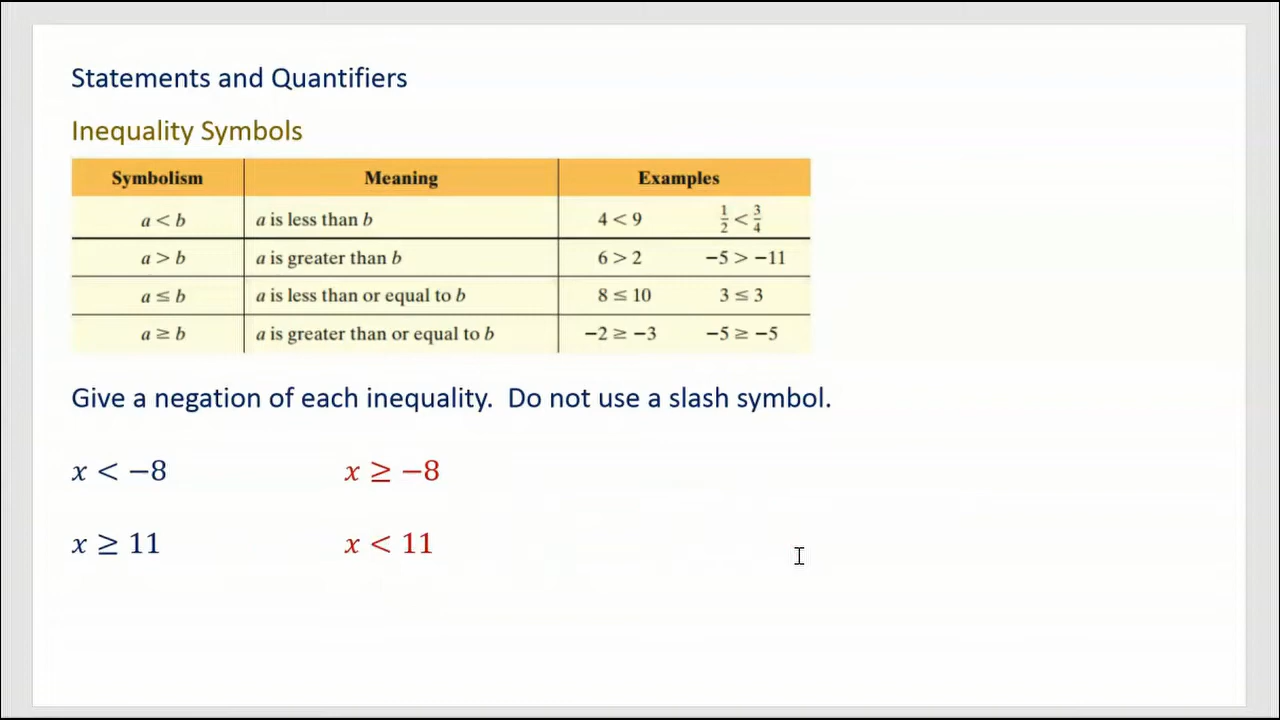 Statements and Quantifiers
Inequality Symbols
Symbolism Meaning Examples
a < b a is less than b 4 < 9 1/2 < 3/4
a > b a is greater than b 6 > 2 −5 > −11
a ≤ b a is less than or equal to b 8 ≤ 10 3 ≤ 3
a ≥ b a is greater than or equal to b −2 ≥ −3 −5 ≥ −5
Give a negation of each inequality. Do not use a slash symbol.
x < −8 x ≥ −8
x ≥ 11 x < 11